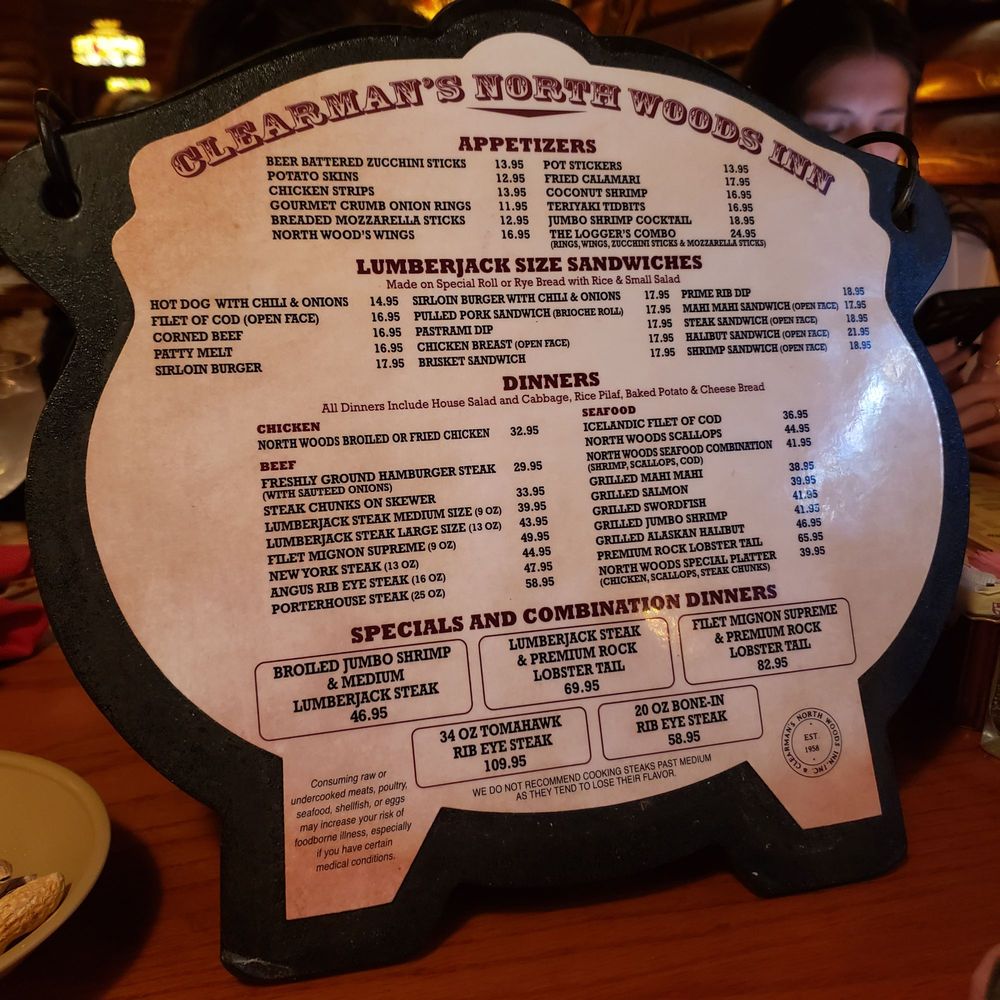 CLEARMAN'S NORTH WOODS INN
APPETIZERS
BEER BATTERED ZUCCHINI STICKS 13.95
POTATO SKINS 12.95
CHICKEN STRIPS 13.95
GOURMET CRUMB ONION RINGS 11.95
BREADED MOZZARELLA STICKS 12.95
NORTH WOOD'S WINGS 16.95
POT STICKERS 13.95
FRIED CALAMARI 17.95
COCONUT SHRIMP 16.95
TERIYAKI TIDBITS 16.95
JUMBO SHRIMP COCKTAIL 18.95
THE LOGGER'S COMBO 24.95
(RINGS, WINGS, ZUCCHINI STICKS & MOZZARELLA STICKS)
LUMBERJACK SIZE SANDWICHES
Made on Special Roll or Rye Bread with Rice & Small Salad
HOT DOG WITH CHILI & ONIONS 14.95
FILET OF COD (OPEN FACE) 16.95
CORNED BEEF 16.95
PATTY MELT 16.95
SIRLOIN BURGER 17.95
SIRLOIN BURGER WITH CHILI & ONIONS 17.95
PULLED PORK SANDWICH (BRIOCHE ROLL) 17.95
PASTRAMI DIP 17.95
CHICKEN BREAST (OPEN FACE) 17.95
BRISKET SANDWICH 17.95
PRIME RIB DIP 18.95
MAHI MAHI SANDWICH (OPEN FACE) 17.95
STEAK SANDWICH (OPEN FACE) 18.95
HALIBUT SANDWICH (OPEN FACE) 21.95
SHRIMP SANDWICH (OPEN FACE) 18.95
DINNERS
All Dinners Include House Salad and Cabbage, Rice Pilaf, Baked Potato & Cheese Bread
CHICKEN
NORTH WOODS BROILED OR FRIED CHICKEN 32.95
BEEF
FRESHLY GROUND HAMBURGER STEAK 29.95
(WITH SAUTEED ONIONS)
STEAK CHUNKS ON SKEWER 33.95
LUMBERJACK STEAK MEDIUM SIZE (9 OZ) 39.95
LUMBERJACK STEAK LARGE SIZE (13 OZ) 43.95
FILET MIGNON SUPREME (9 OZ) 49.95
NEW YORK STEAK (13 OZ) 44.95
ANGUS RIB EYE STEAK (16 OZ) 47.95
PORTERHOUSE STEAK (25 OZ) 58.95
SEAFOOD
ICELANDIC FILET OF COD 36.95
NORTH WOODS SCALLOPS 44.95
NORTH WOODS SEAFOOD COMBINATION 41.95
(SHRIMP, SCALLOPS, COD)
GRILLED MAHI MAHI 38.95
GRILLED SALMON 39.95
GRILLED SWORDFISH 41.95
GRILLED JUMBO SHRIMP 41.95
GRILLED ALASKAN HALIBUT 46.95
PREMIUM ROCK LOBSTER TAIL 65.95
NORTH WOODS SPECIAL PLATTER 39.95
(CHICKEN, SCALLOPS, STEAK CHUNKS)
SPECIALS AND COMBINATION DINNERS
BROILED JUMBO SHRIMP
& MEDIUM
LUMBERJACK STEAK
46.95
LUMBERJACK STEAK
& PREMIUM ROCK
LOBSTER TAIL
69.95
FILET MIGNON SUPREME
& PREMIUM ROCK
LOBSTER TAIL
82.95
34 OZ TOMAHAWK
RIB EYE STEAK
109.95
20 OZ BONE-IN
RIB EYE STEAK
58.95
WE DO NOT RECOMMEND COOKING STEAKS PAST MEDIUM
AS THEY TEND TO LOSE THEIR FLAVOR.
Consuming raw or
undercooked meats, poultry,
seafood, shellfish, or eggs
may increase your risk of
foodborne illness, especially
if you have certain
medical conditions.
CLEARMAN'S NORTH WOODS INN, INC.
EST.
1958